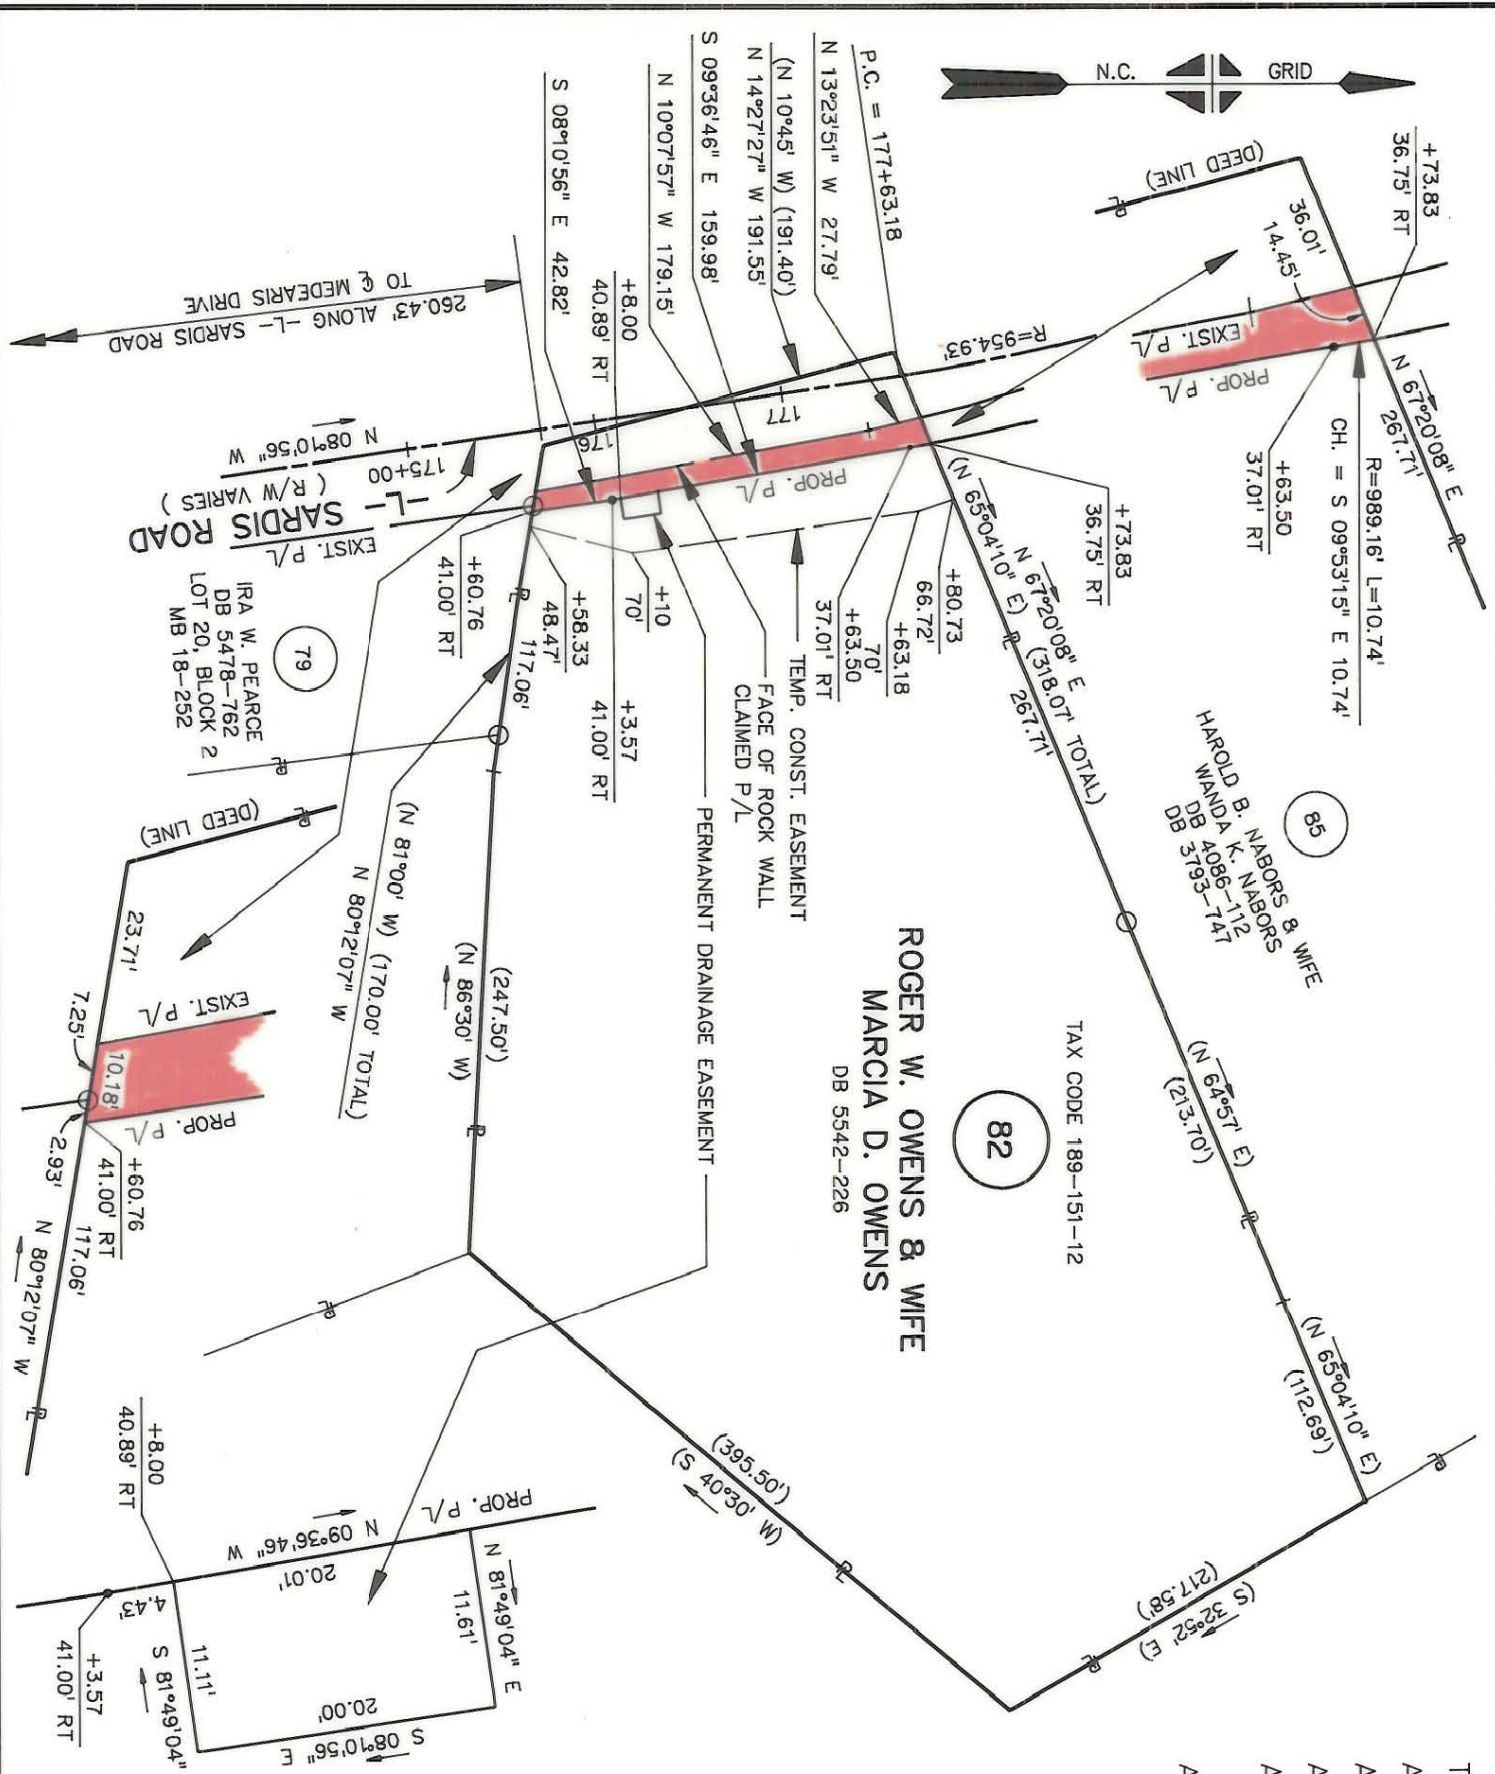 N.C. GRID
+73.83
36.75' RT
(DEED LINE)
36.01'
14.45'
EXIST. P/L
PROP. P/L
N 67°20'08" E
267.71'
R=989.16' L=10.74'
CH. = S 09°53'15" E 10.74'
+63.50
37.01' RT
P.C. = 177+63.18
N 13°23'51" W 27.79'
(N 10°45' W) (191.40')
N 14°27'27" W 191.55'
S 09°36'46" E 159.98'
N 10°07'57" W 179.15'
+8.00
40.89' RT
S 08°10'56" E 42.82'
260.43' ALONG -L- SARDIS ROAD
TO ℄ MEDEARIS DRIVE
R=954.93'
177
176
175+00
N 08°10'56" W
-L- SARDIS ROAD
( R/W VARIES )
EXIST. P/L
PROP. P/L
(N 65°04'10" E) (318.07' TOTAL)
N 67°20'08" E
267.71'
+73.83
36.75' RT
+80.73
66.72'
+63.18
70'
+63.50
37.01' RT
TEMP. CONST. EASEMENT
FACE OF ROCK WALL
CLAIMED P/L
PERMANENT DRAINAGE EASEMENT
+10
70'
+58.33
48.47'
+60.76
41.00' RT
+3.57
41.00' RT
117.06'
79
IRA W. PEARCE
DB 5478-762
LOT 20, BLOCK 2
MB 18-252
85
HAROLD B. NABORS & WIFE
WANDA K. NABORS
DB 4086-112
DB 3793-747
ROGER W. OWENS & WIFE
MARCIA D. OWENS
DB 5542-226
82
TAX CODE 189-151-12
(N 64°57' E)
(213.70')
(N 65°04'10" E)
(112.69')
(S 32°52' E)
(217.58')
(395.50')
(S 40°30' W)
(247.50')
(N 86°30' W)
(N 81°00' W) (170.00' TOTAL)
N 80°12'07" W
(DEED LINE)
23.71'
7.25'
10.18'
2.93'
EXIST. P/L
PROP. P/L
+60.76
41.00' RT
117.06'
N 80°12'07" W
+8.00
40.89' RT
PROP. P/L
N 09°36'46" W
20.01'
4.43'
+3.57
41.00' RT
N 81°49'04" E
11.61'
20.00'
S 08°10'56" E
11.11'
S 81°49'04"
T
A
A
A
A
A